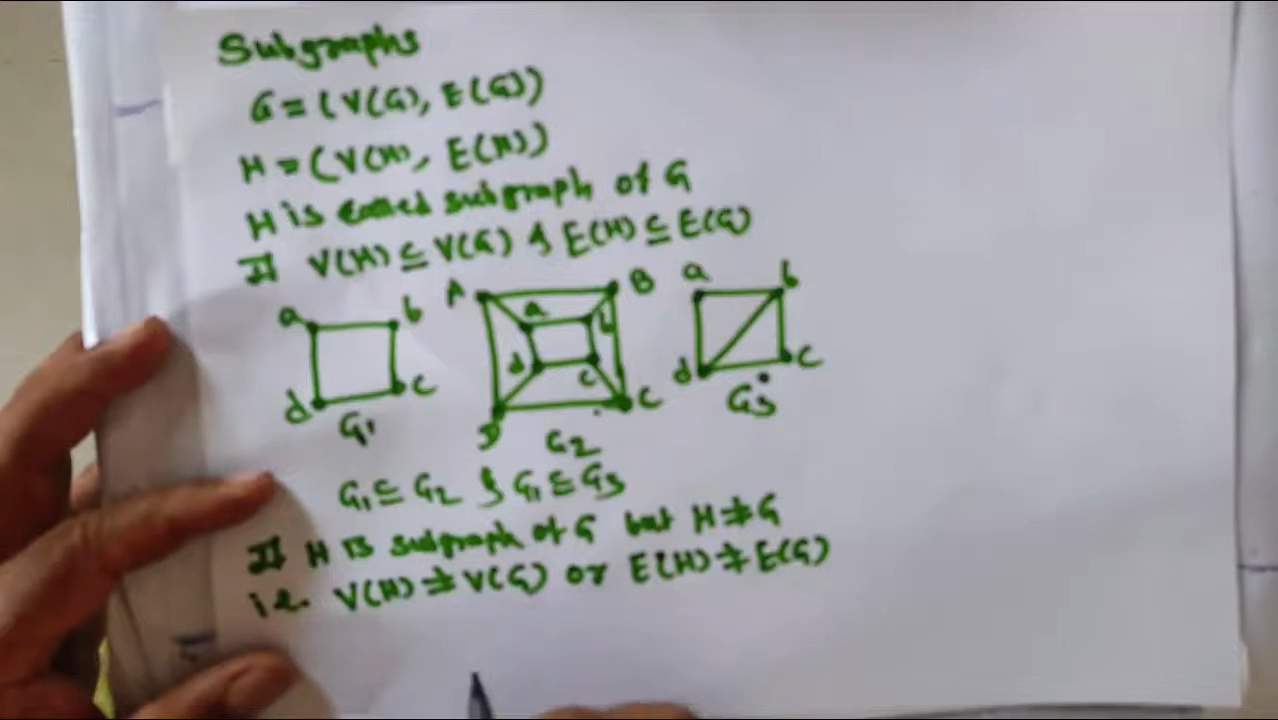 Subgraphs
G = (V(G), E(G))
H = (V(H), E(H))
H is called subgraph of G
If V(H) ⊆ V(G) & E(H) ⊆ E(G)
a b d c G1
A B a b d c D C G2
a b d c G3
G1 ⊆ G2 & G1 ⊆ G3
If H is subgraph of G but H ≠ G
i.e. V(H) ≠ V(G) or E(H) ≠ E(G)